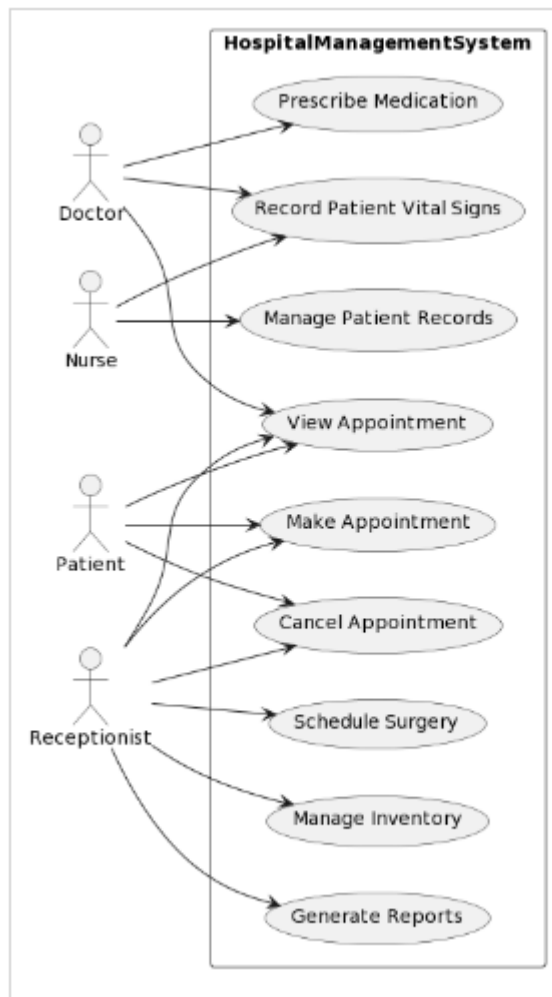 HospitalManagementSystem
Prescribe Medication
Doctor
Record Patient Vital Signs
Nurse
Manage Patient Records
View Appointment
Patient
Make Appointment
Cancel Appointment
Receptionist
Schedule Surgery
Manage Inventory
Generate Reports